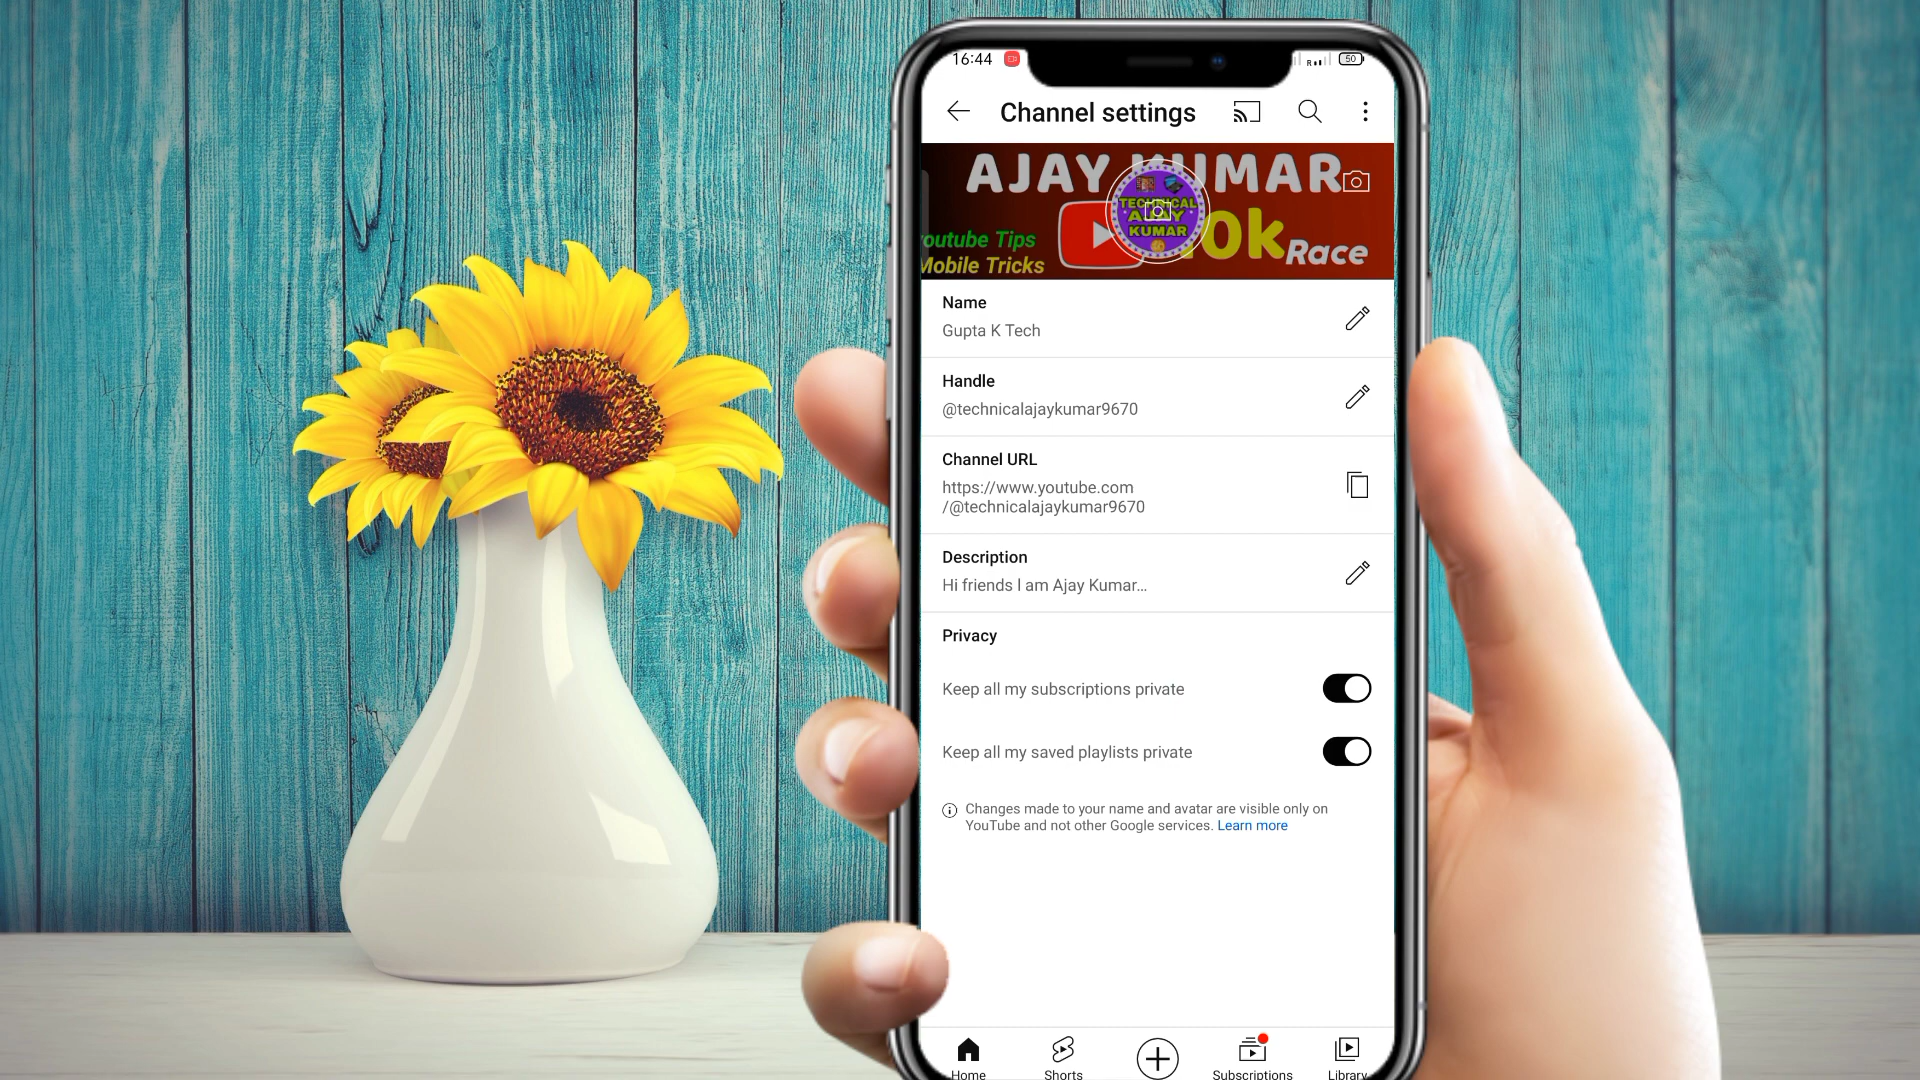 16:44
R
50
Channel settings
AJAY KUMAR
TECHNICAL
AJAY
KUMAR
outube Tips
0k Race
Mobile Tricks
Name
Gupta K Tech
Handle
@technicalajaykumar9670
Channel URL
https://www.youtube.com
/@technicalajaykumar9670
Description
Hi friends I am Ajay Kumar...
Privacy
Keep all my subscriptions private
Keep all my saved playlists private
Changes made to your name and avatar are visible only on
YouTube and not other Google services. Learn more
Home
Shorts
Subscriptions
Library